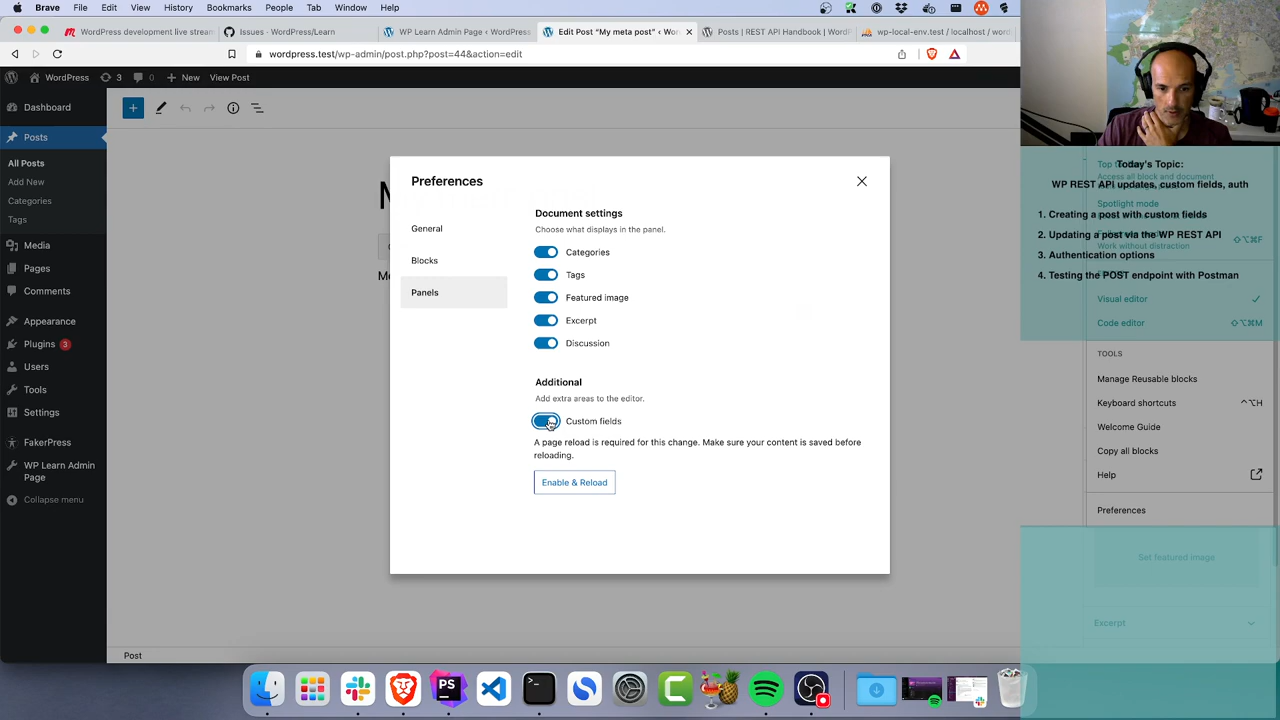 Brave File Edit View History Bookmarks People Tab Window Help
WordPress development live stream
Issues · WordPress/Learn
WP Learn Admin Page ‹ WordPress
Edit Post “My meta post” ‹ Wor
Posts | REST API Handbook | Word
wp-local-env.test / localhost / word
wordpress.test/wp-admin/post.php?post=44&action=edit
WordPress 3 0 New View Post
Dashboard
Posts
All Posts
Add New
Categories
Tags
Media
Pages
Comments
Appearance
Plugins 3
Users
Tools
Settings
FakerPress
WP Learn Admin
Page
Collapse menu
Preferences
General
Blocks
Panels
Document settings
Choose what displays in the panel.
Categories
Tags
Featured image
Excerpt
Discussion
Additional
Add extra areas to the editor.
Custom fields
A page reload is required for this change. Make sure your content is saved before
reloading.
Enable & Reload
Post
Today's Topic:
Access all block and document
WP REST API updates, custom fields, auth
Spotlight mode
1. Creating a post with custom fields
2. Updating a post via the WP REST API
Work without distraction
⇧⌥⌘F
3. Authentication options
4. Testing the POST endpoint with Postman
Visual editor
Code editor ⇧⌥⌘M
TOOLS
Manage Reusable blocks
Keyboard shortcuts ⌃⌥H
Welcome Guide
Copy all blocks
Help
Preferences
Set featured image
Excerpt